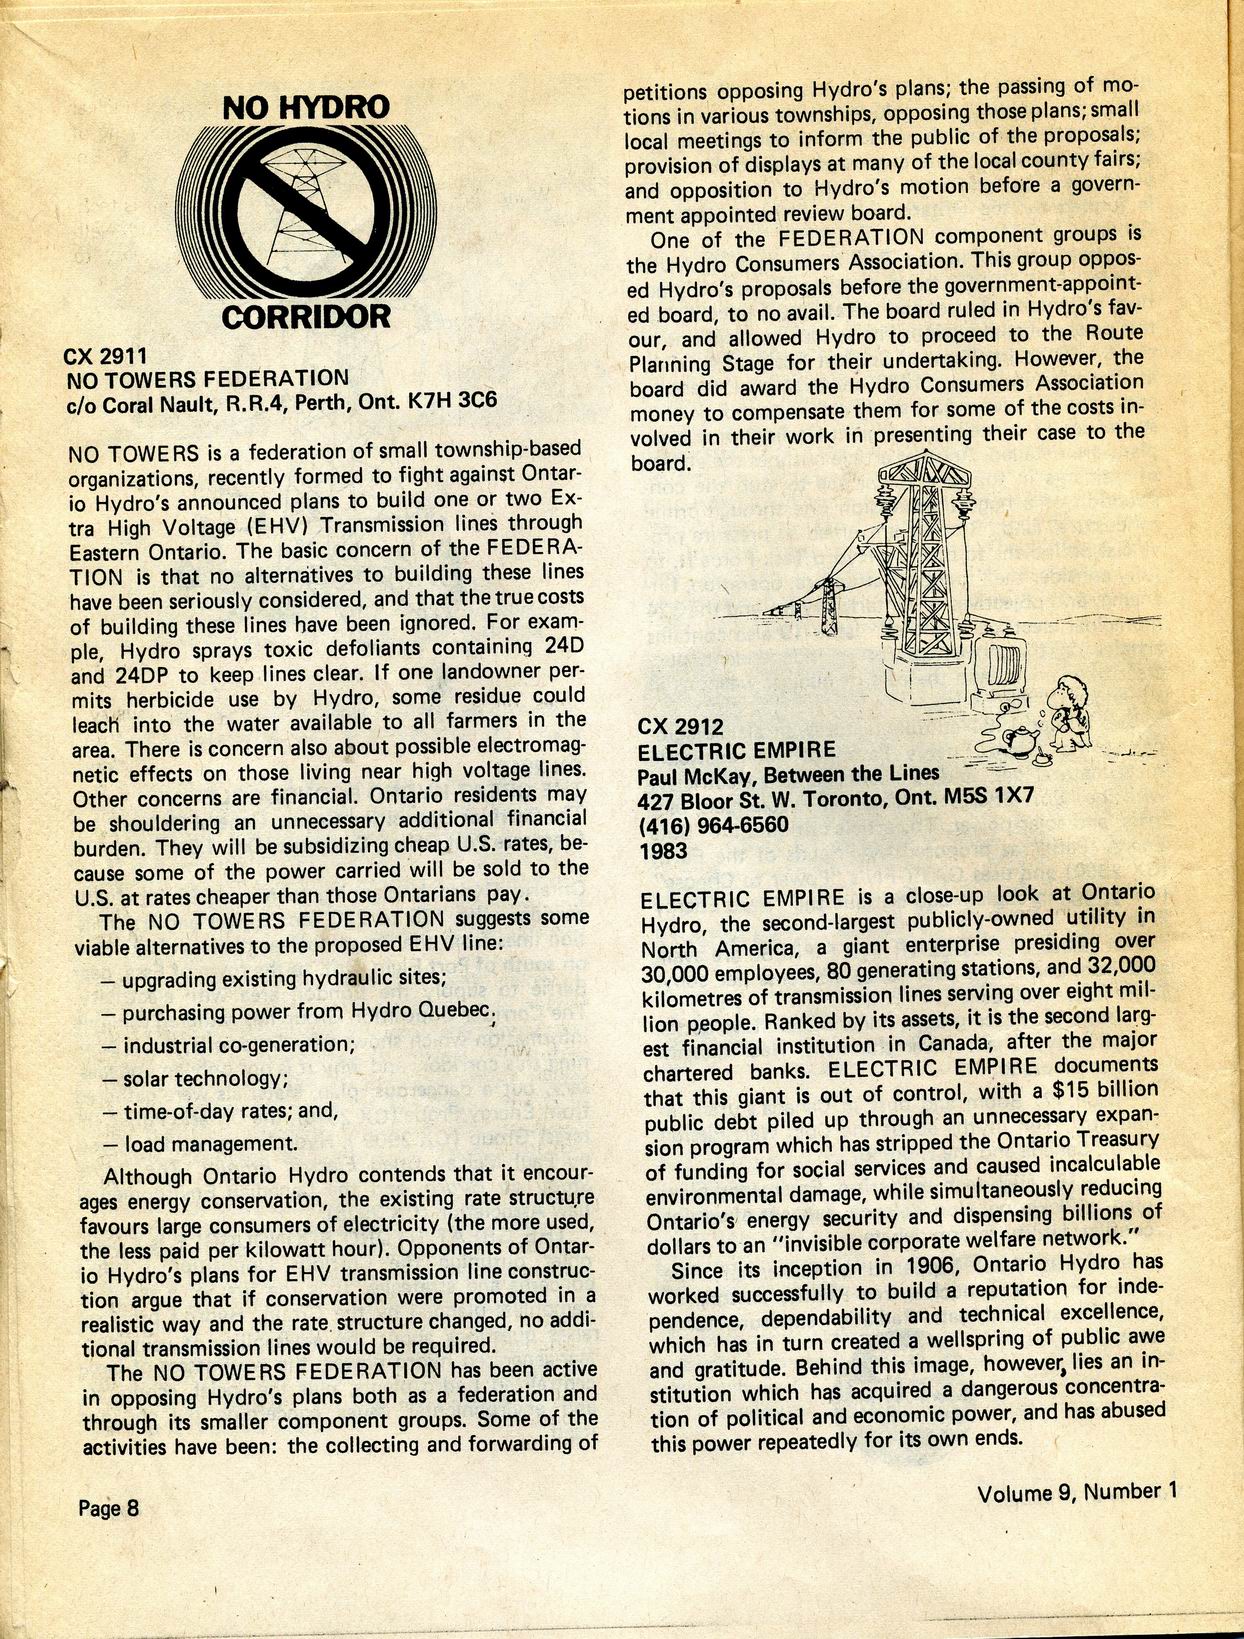 NO HYDRO
CORRIDOR
CX 2911
NO TOWERS FEDERATION
c/o Coral Nault, R.R.4, Perth, Ont. K7H 3C6
NO TOWERS is a federation of small township-based
organizations, recently formed to fight against Ontar-
io Hydro's announced plans to build one or two Ex-
tra High Voltage (EHV) Transmission lines through
Eastern Ontario. The basic concern of the FEDERA-
TION is that no alternatives to building these lines
have been seriously considered, and that the true costs
of building these lines have been ignored. For exam-
ple, Hydro sprays toxic defoliants containing 24D
and 24DP to keep lines clear. If one landowner per-
mits herbicide use by Hydro, some residue could
leach into the water available to all farmers in the
area. There is concern also about possible electromag-
netic effects on those living near high voltage lines.
Other concerns are financial. Ontario residents may
be shouldering an unnecessary additional financial
burden. They will be subsidizing cheap U.S. rates, be-
cause some of the power carried will be sold to the
U.S. at rates cheaper than those Ontarians pay.
The NO TOWERS FEDERATION suggests some
viable alternatives to the proposed EHV line:
— upgrading existing hydraulic sites;
— purchasing power from Hydro Quebec;
— industrial co-generation;
— solar technology;
— time-of-day rates; and,
— load management.
Although Ontario Hydro contends that it encour-
ages energy conservation, the existing rate structure
favours large consumers of electricity (the more used,
the less paid per kilowatt hour). Opponents of Ontar-
io Hydro's plans for EHV transmission line construc-
tion argue that if conservation were promoted in a
realistic way and the rate structure changed, no addi-
tional transmission lines would be required.
The NO TOWERS FEDERATION has been active
in opposing Hydro's plans both as a federation and
through its smaller component groups. Some of the
activities have been: the collecting and forwarding of
petitions opposing Hydro's plans; the passing of mo-
tions in various townships, opposing those plans; small
local meetings to inform the public of the proposals;
provision of displays at many of the local county fairs;
and opposition to Hydro's motion before a govern-
ment appointed review board.
One of the FEDERATION component groups is
the Hydro Consumers Association. This group oppos-
ed Hydro's proposals before the government-appoint-
ed board, to no avail. The board ruled in Hydro's fav-
our, and allowed Hydro to proceed to the Route
Planning Stage for their undertaking. However, the
board did award the Hydro Consumers Association
money to compensate them for some of the costs in-
volved in their work in presenting their case to the
board.
CX 2912
ELECTRIC EMPIRE
Paul McKay, Between the Lines
427 Bloor St. W. Toronto, Ont. M5S 1X7
(416) 964-6560
1983
ELECTRIC EMPIRE is a close-up look at Ontario
Hydro, the second-largest publicly-owned utility in
North America, a giant enterprise presiding over
30,000 employees, 80 generating stations, and 32,000
kilometres of transmission lines serving over eight mil-
lion people. Ranked by its assets, it is the second larg-
est financial institution in Canada, after the major
chartered banks. ELECTRIC EMPIRE documents
that this giant is out of control, with a $15 billion
public debt piled up through an unnecessary expan-
sion program which has stripped the Ontario Treasury
of funding for social services and caused incalculable
environmental damage, while simultaneously reducing
Ontario's energy security and dispensing billions of
dollars to an "invisible corporate welfare network."
Since its inception in 1906, Ontario Hydro has
worked successfully to build a reputation for inde-
pendence, dependability and technical excellence,
which has in turn created a wellspring of public awe
and gratitude. Behind this image, however, lies an in-
stitution which has acquired a dangerous concentra-
tion of political and economic power, and has abused
this power repeatedly for its own ends.
Page 8
Volume 9, Number 1